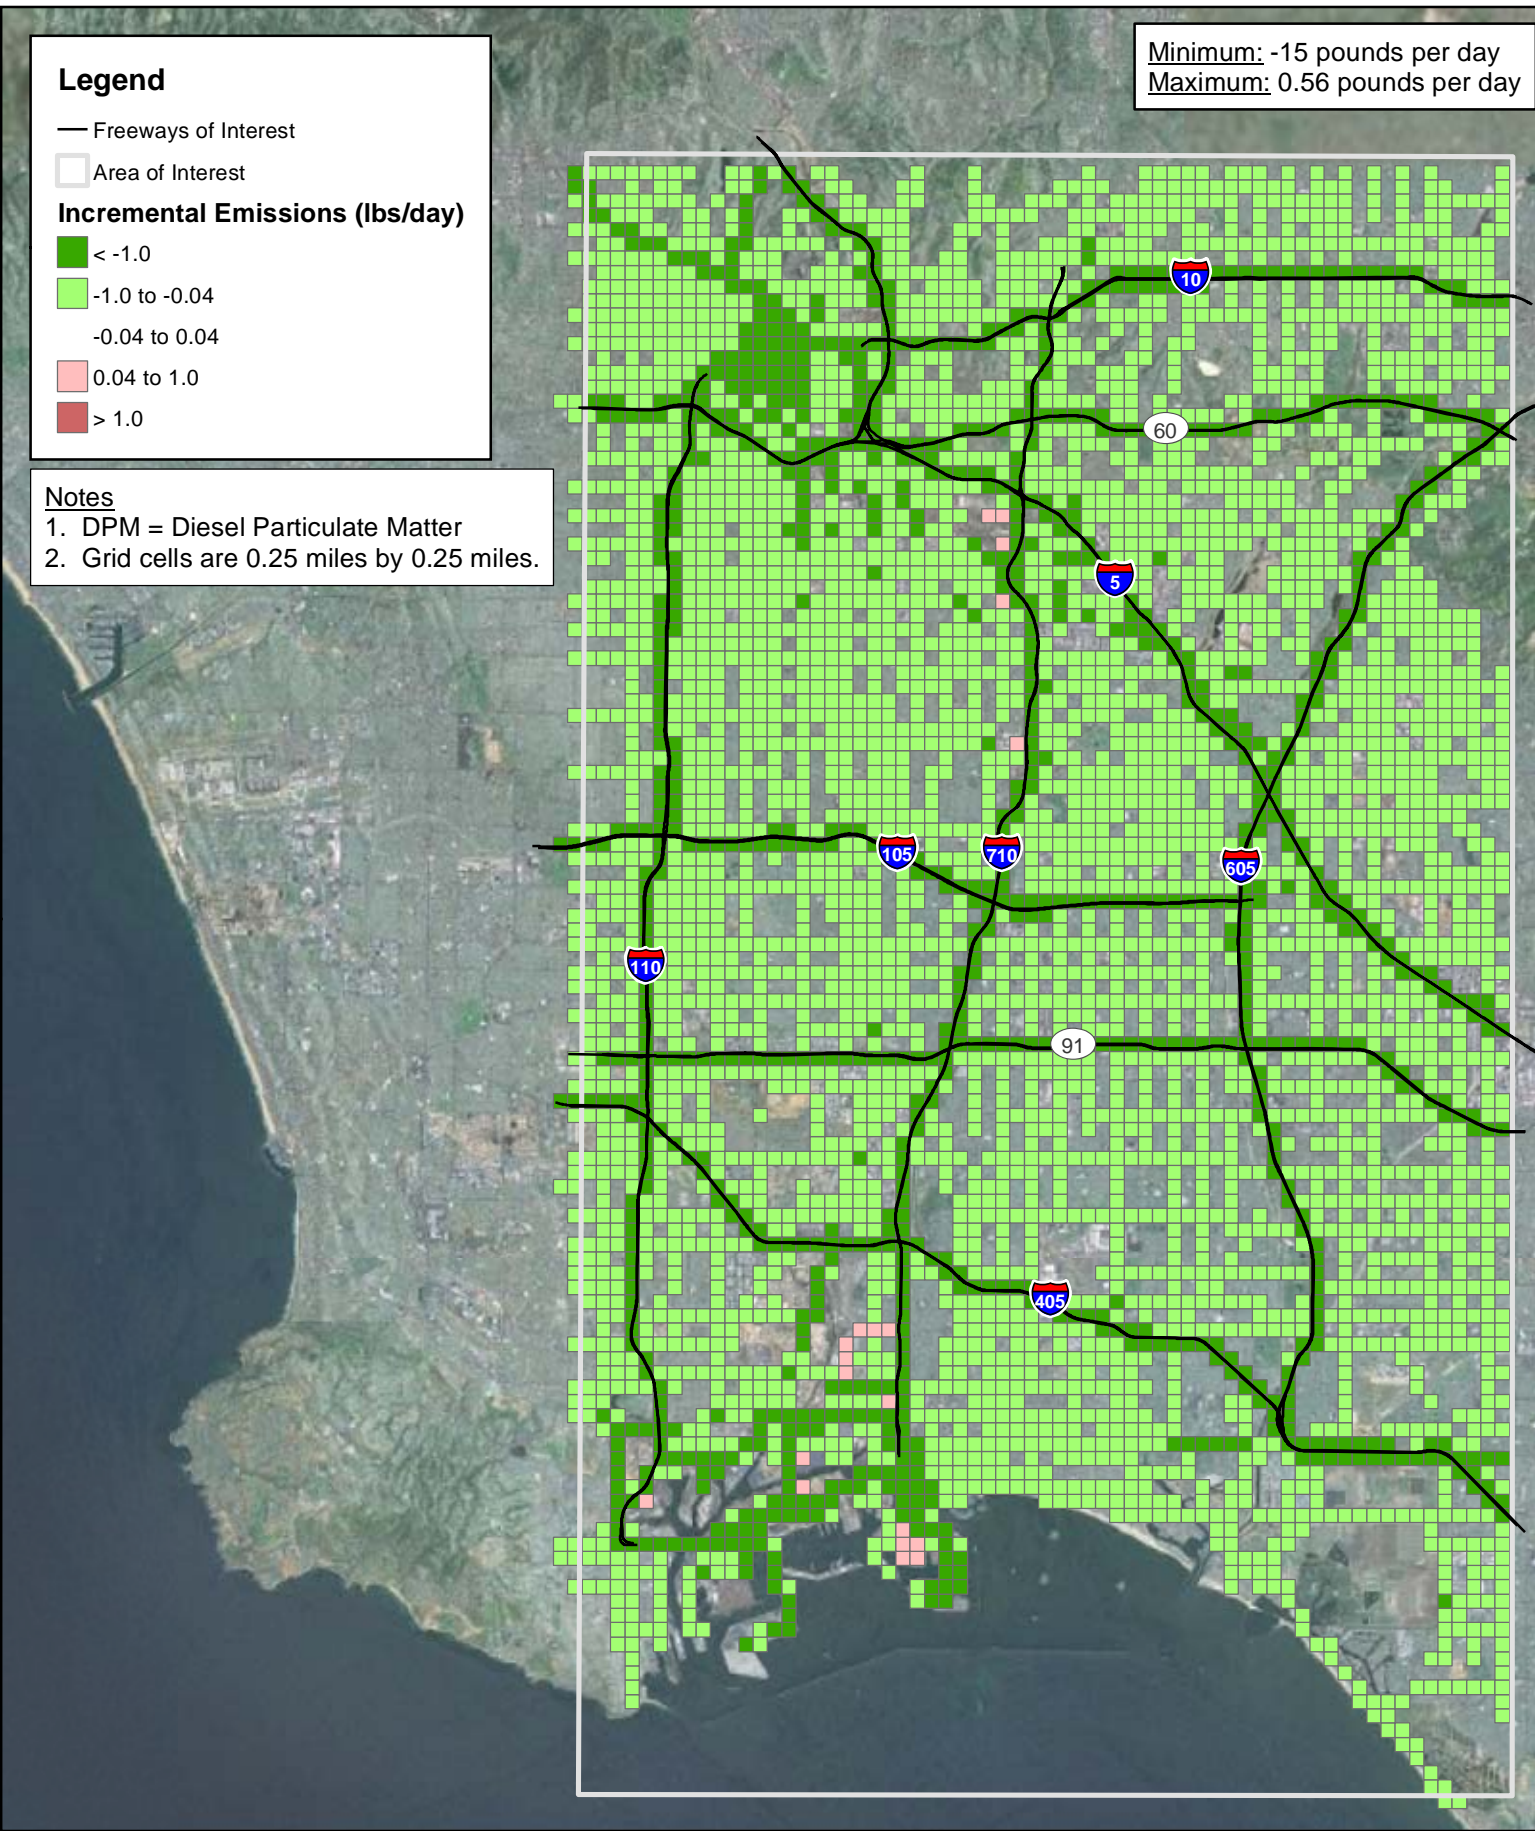 Legend
Freeways of Interest
Area of Interest
Incremental Emissions (lbs/day)
< -1.0
-1.0 to -0.04
-0.04 to 0.04
0.04 to 1.0
> 1.0
Notes
1. DPM = Diesel Particulate Matter
2. Grid cells are 0.25 miles by 0.25 miles.
Minimum: -15 pounds per day
Maximum: 0.56 pounds per day
10
60
5
105
710
605
110
91
405